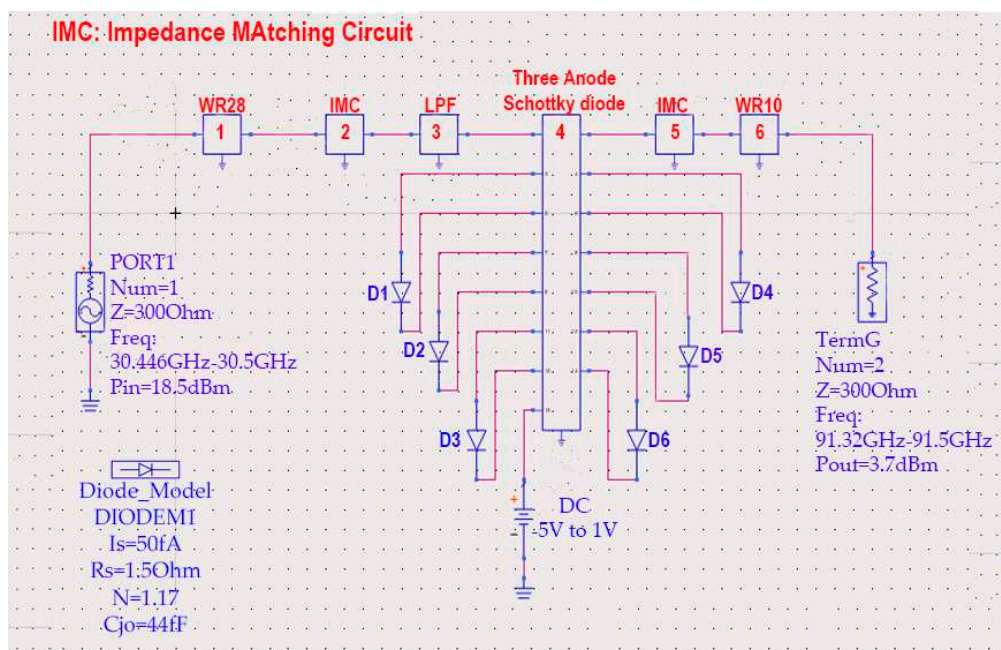 IMC: Impedance MAtching Circuit
Three Anode
Schottky diode
WR28
IMC
LPF
IMC
WR10
1
2
3
4
5
6
PORT1
Num=1
Z=300Ohm
Freq:
30.446GHz-30.5GHz
Pin=18.5dBm
D1
D2
D3
D4
D5
D6
TermG
Num=2
Z=300Ohm
Freq:
91.32GHz-91.5GHz
Pout=3.7dBm
DC
-5V to 1V
Diode_Model
DIODEM1
Is=50fA
Rs=1.5Ohm
N=1.17
Cjo=44fF